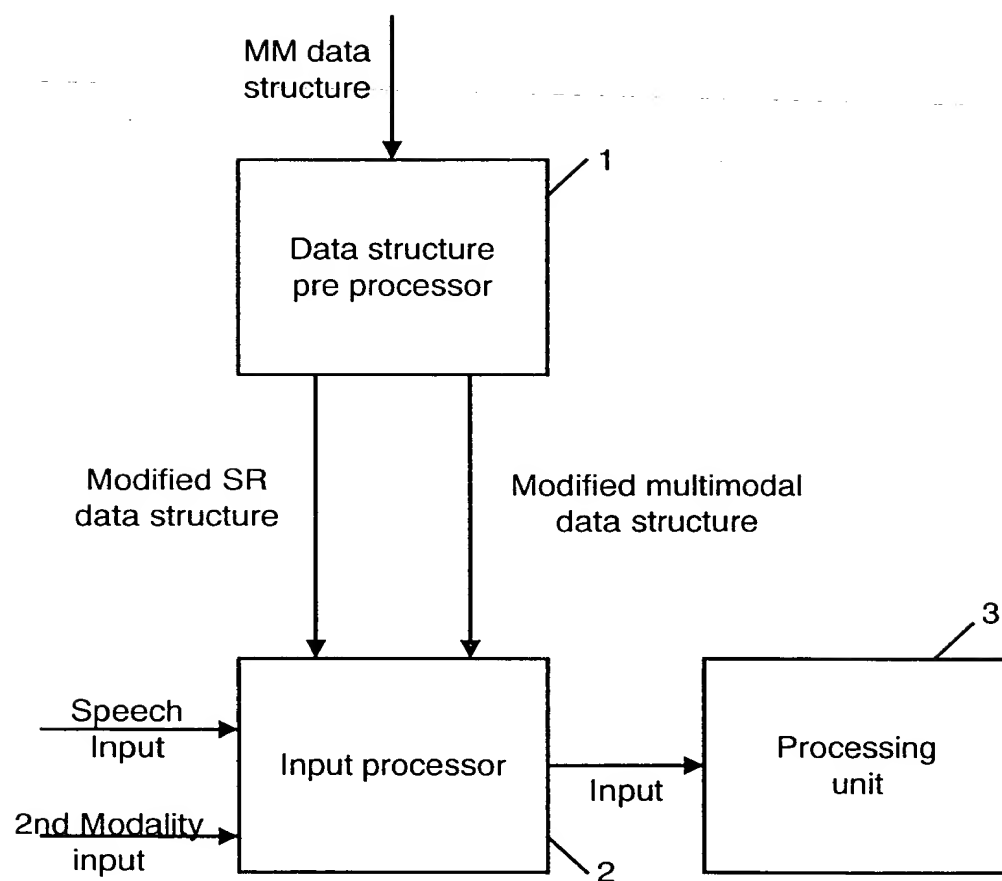 MM data
structure
1
Data structure
pre processor
Modified SR
data structure
Modified multimodal
data structure
3
Speech
Input
Input processor
Input
Processing
unit
2nd Modality
input
2